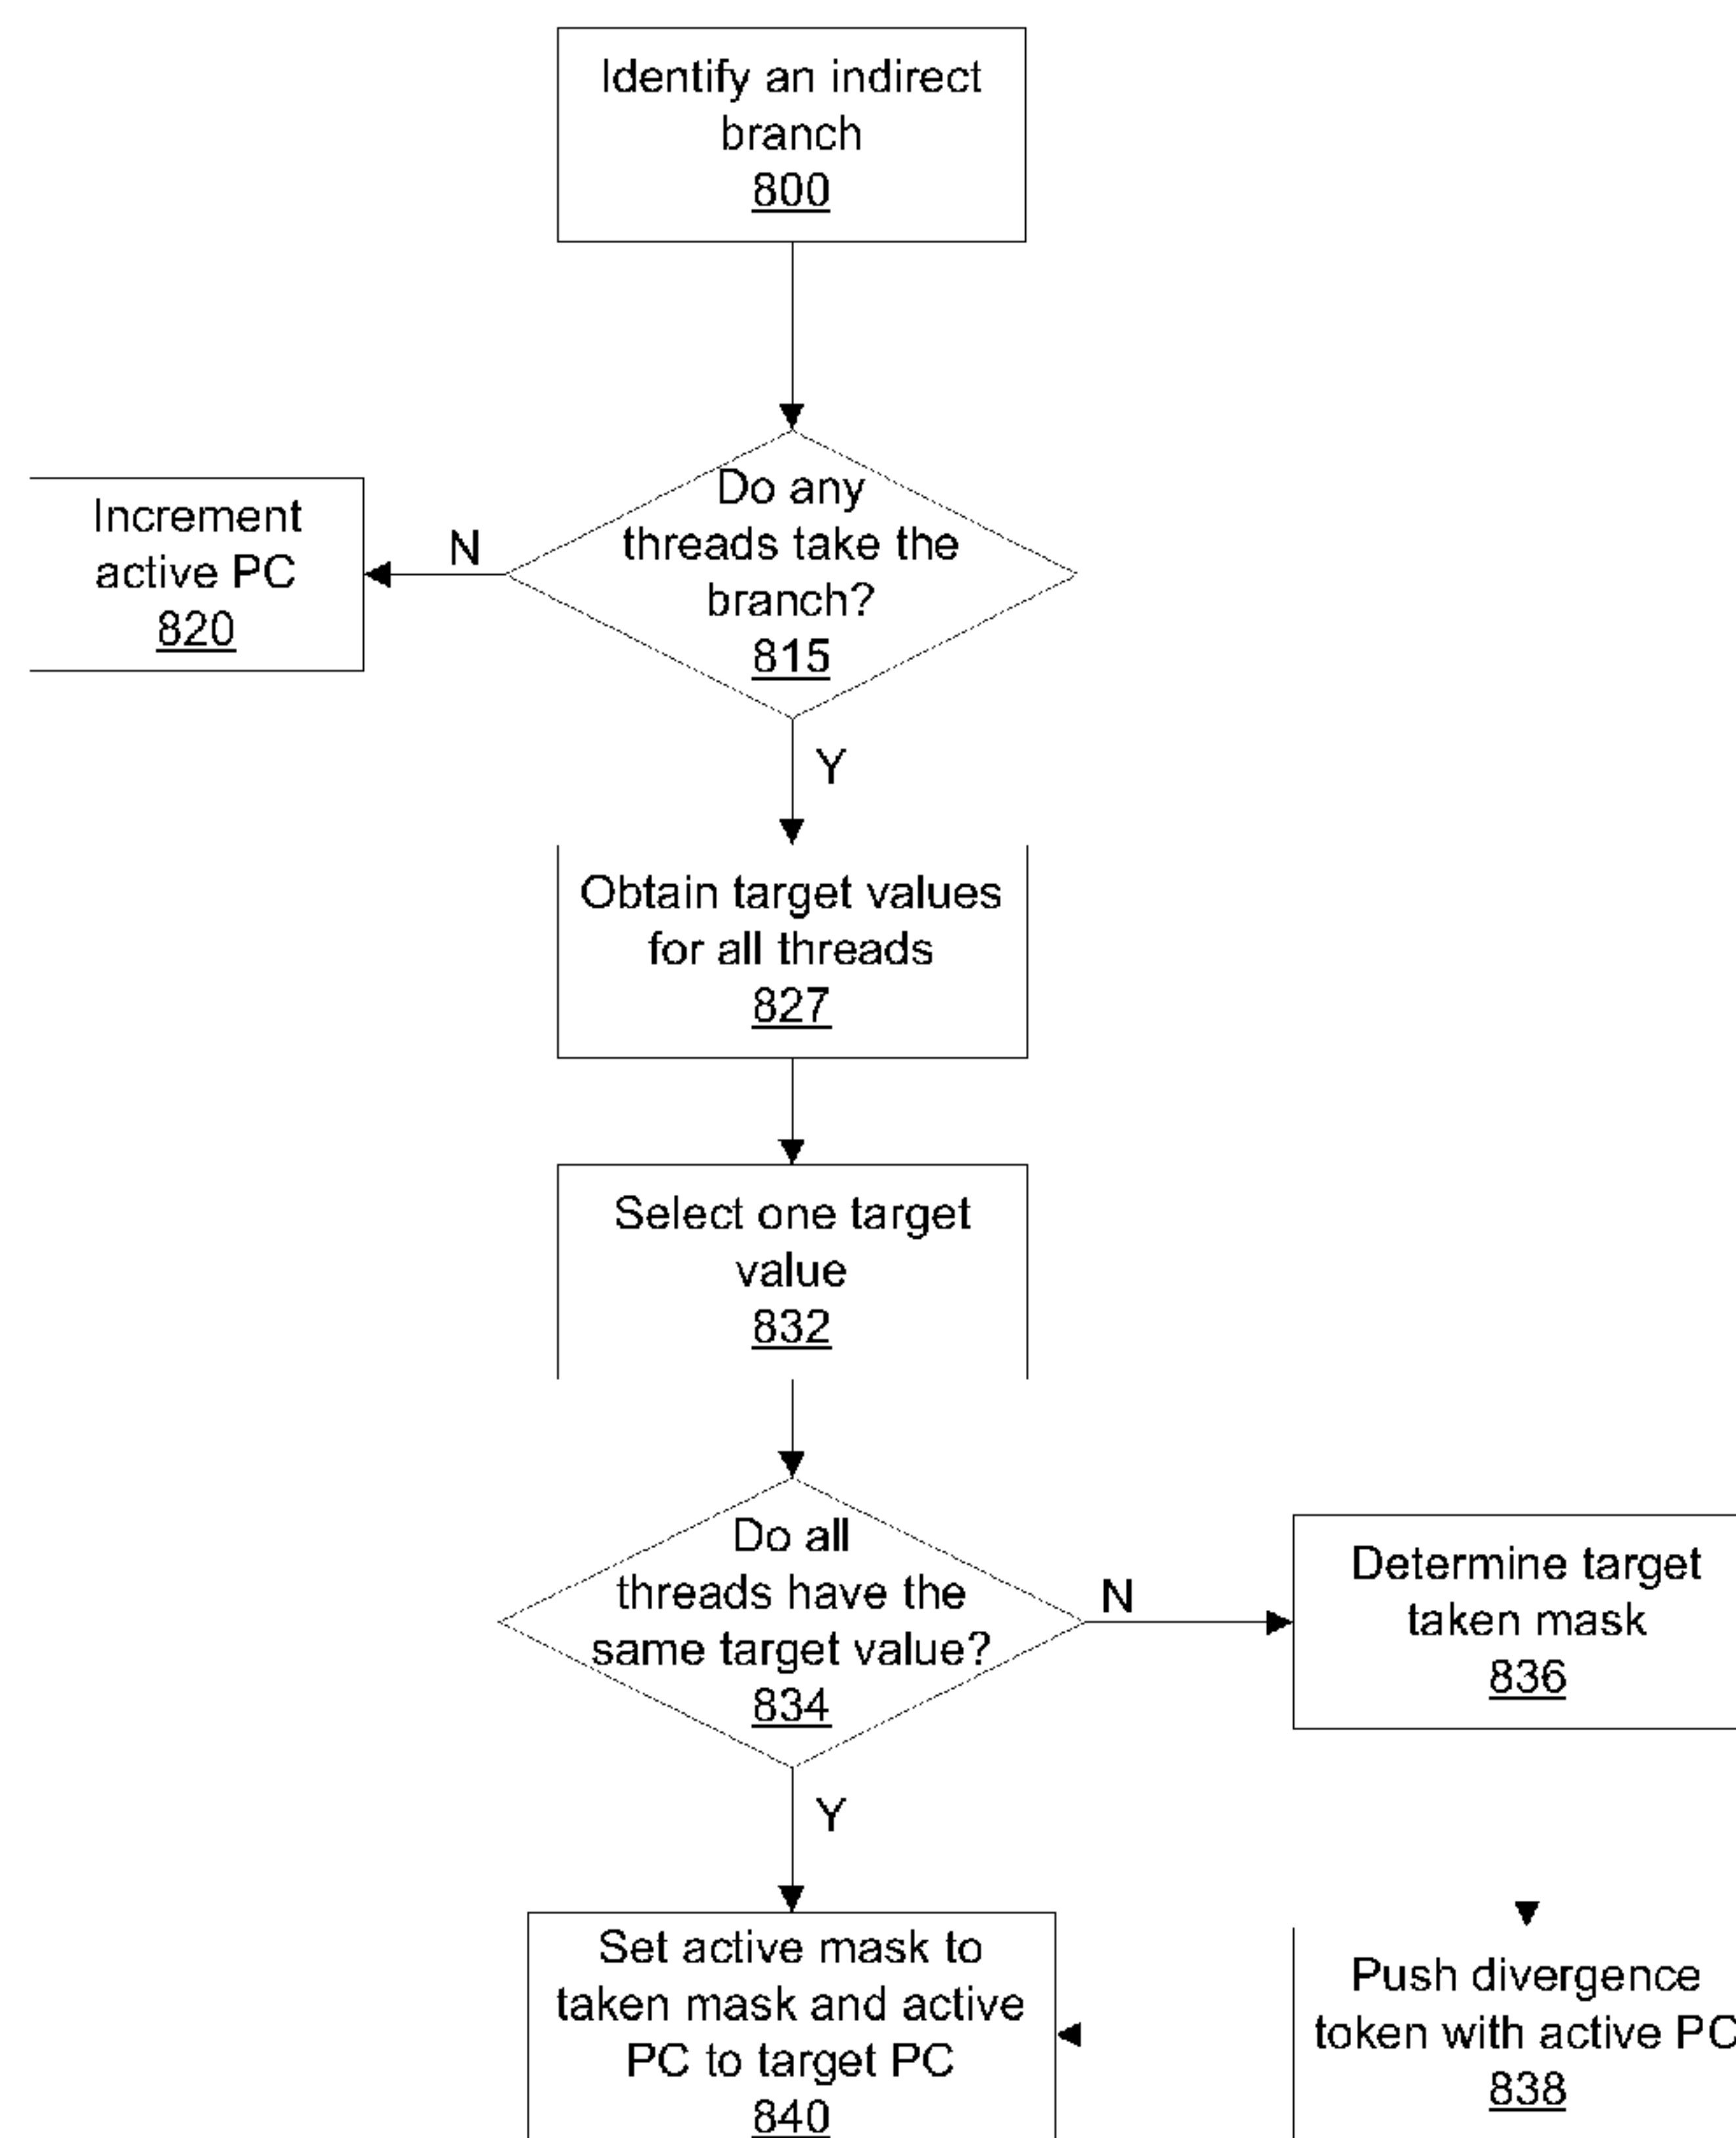 Identify an indirect
branch
800
Do any
threads take the
branch?
815
N
Increment
active PC
820
Y
Obtain target values
for all threads
827
Select one target
value
832
Do all
threads have the
same target value?
834
N
Determine target
taken mask
836
Y
Set active mask to
taken mask and active
PC to target PC
840
Push divergence
token with active PC
838